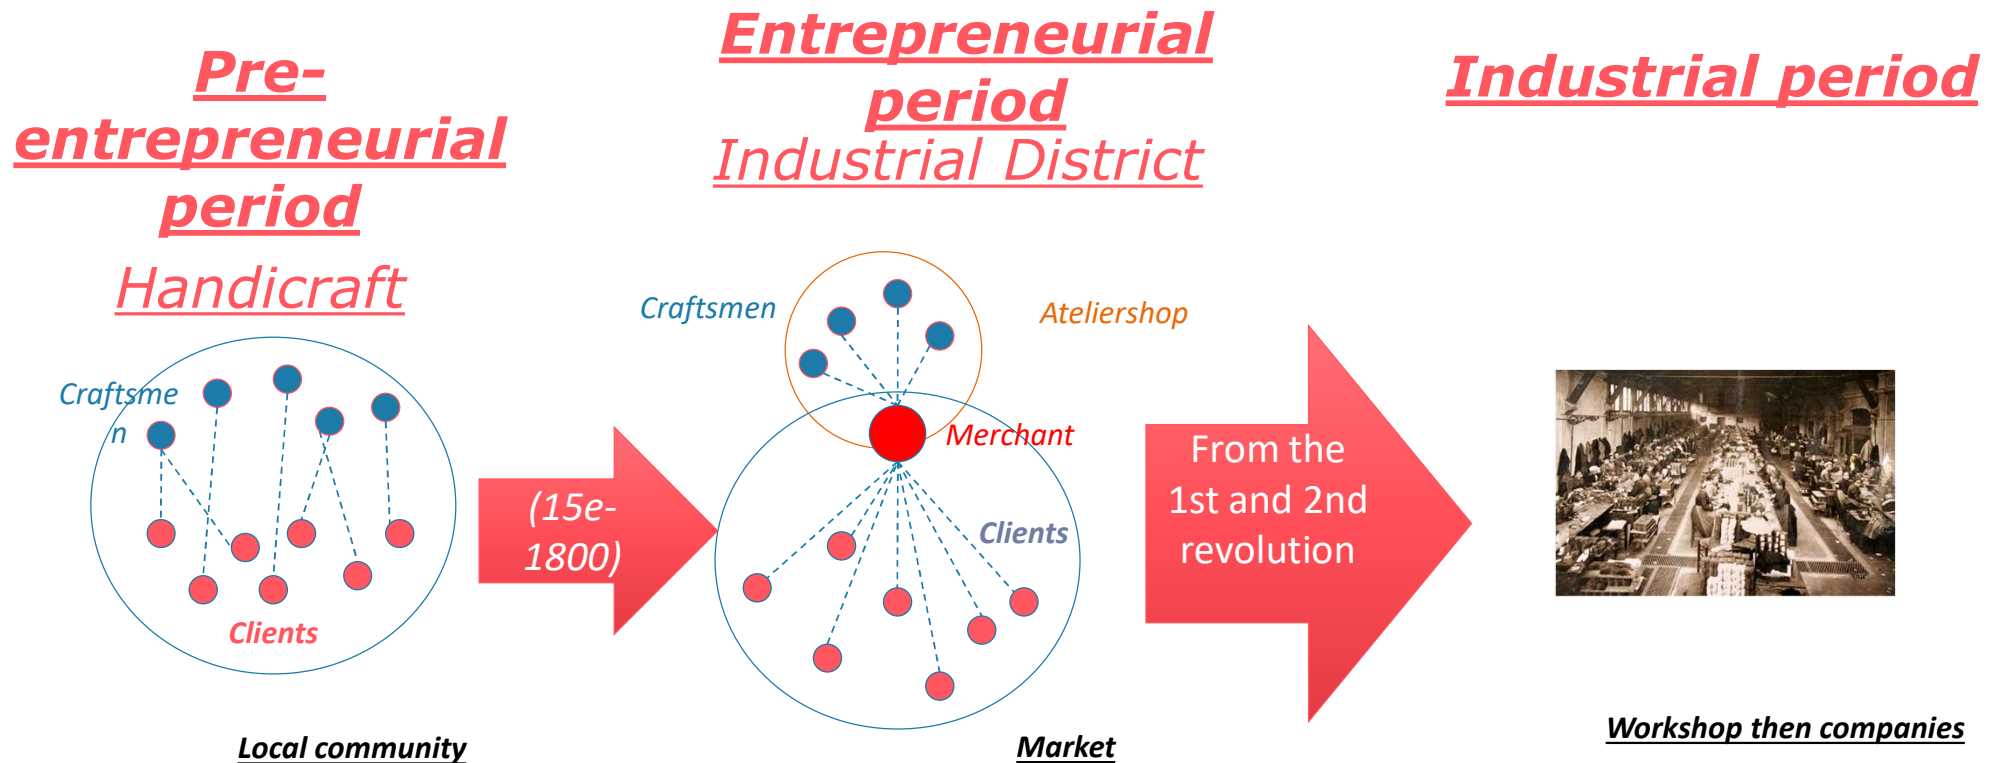 Pre-
entrepreneurial
period
Handicraft
Craftsme
n
Clients
Local community
(15e-
1800)
Entrepreneurial
period
Industrial District
Craftsmen
Ateliershop
Merchant
Clients
Market
From the
1st and 2nd
revolution
Industrial period
Workshop then companies